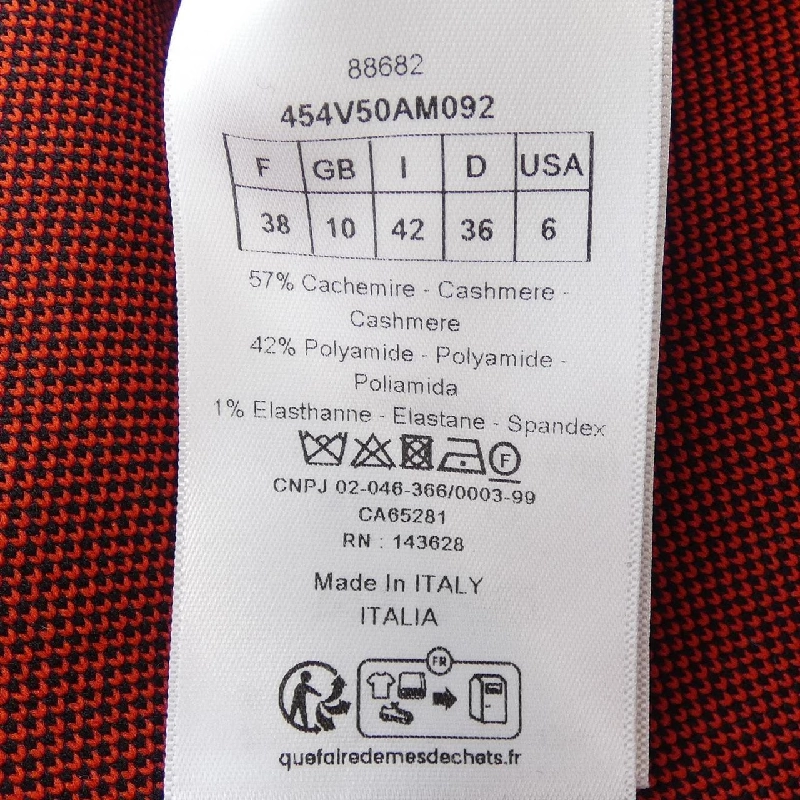 88682
454V50AM092
F GB I D USA
38 10 42 36 6
57% Cachemire - Cashmere -
Cashmere
42% Polyamide - Polyamide -
Poliamida
1% Elasthanne - Elastane - Spandex
F
CNPJ 02-046-366/0003-99
CA65281
RN : 143628
Made In ITALY
ITALIA
FR
quefairedemesdechets.fr